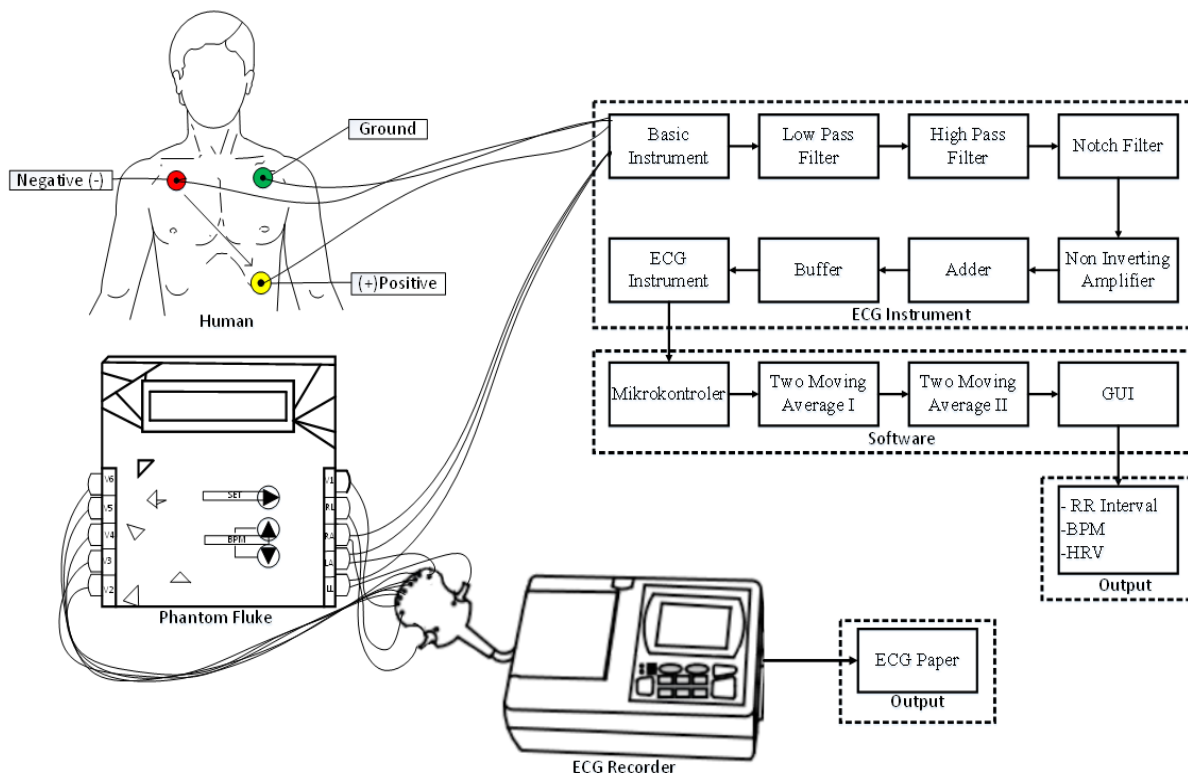 Ground
Negative (-)
(+)Positive
Human
Basic
Instrument
Low Pass
Filter
High Pass
Filter
Notch Filter
ECG
Instrument
Buffer
Adder
Non Inverting
Amplifier
ECG Instrument
Mikrokontroler
Two Moving
Average I
Two Moving
Average II
GUI
Software
- RR Interval
-BPM
-HRV
Output
V6
V5
V4
V3
V2
SET
BPM
V1
RL
RA
LA
LL
Phantom Fluke
ECG Paper
Output
ECG Recorder